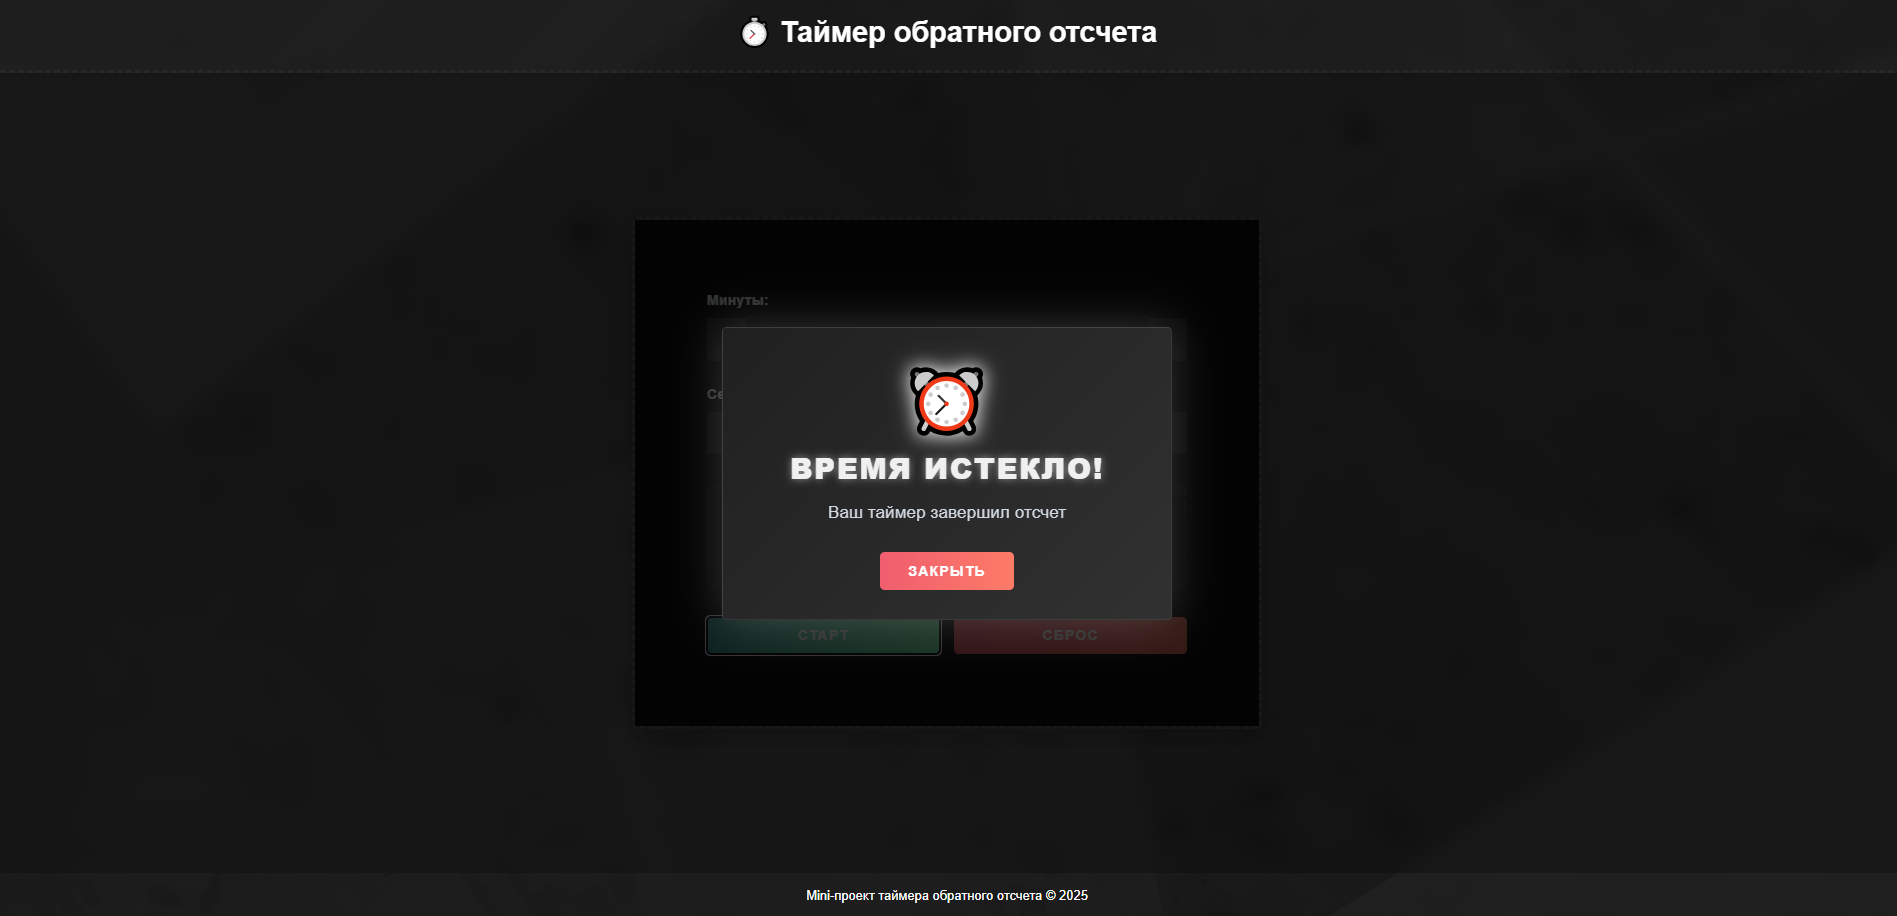 Таймер обратного отсчета
Минуты:
Се
ВРЕМЯ ИСТЕКЛО!
Ваш таймер завершил отсчет
ЗАКРЫТЬ
СТАРТ СБРОС
Mini-проект таймера обратного отсчета © 2025